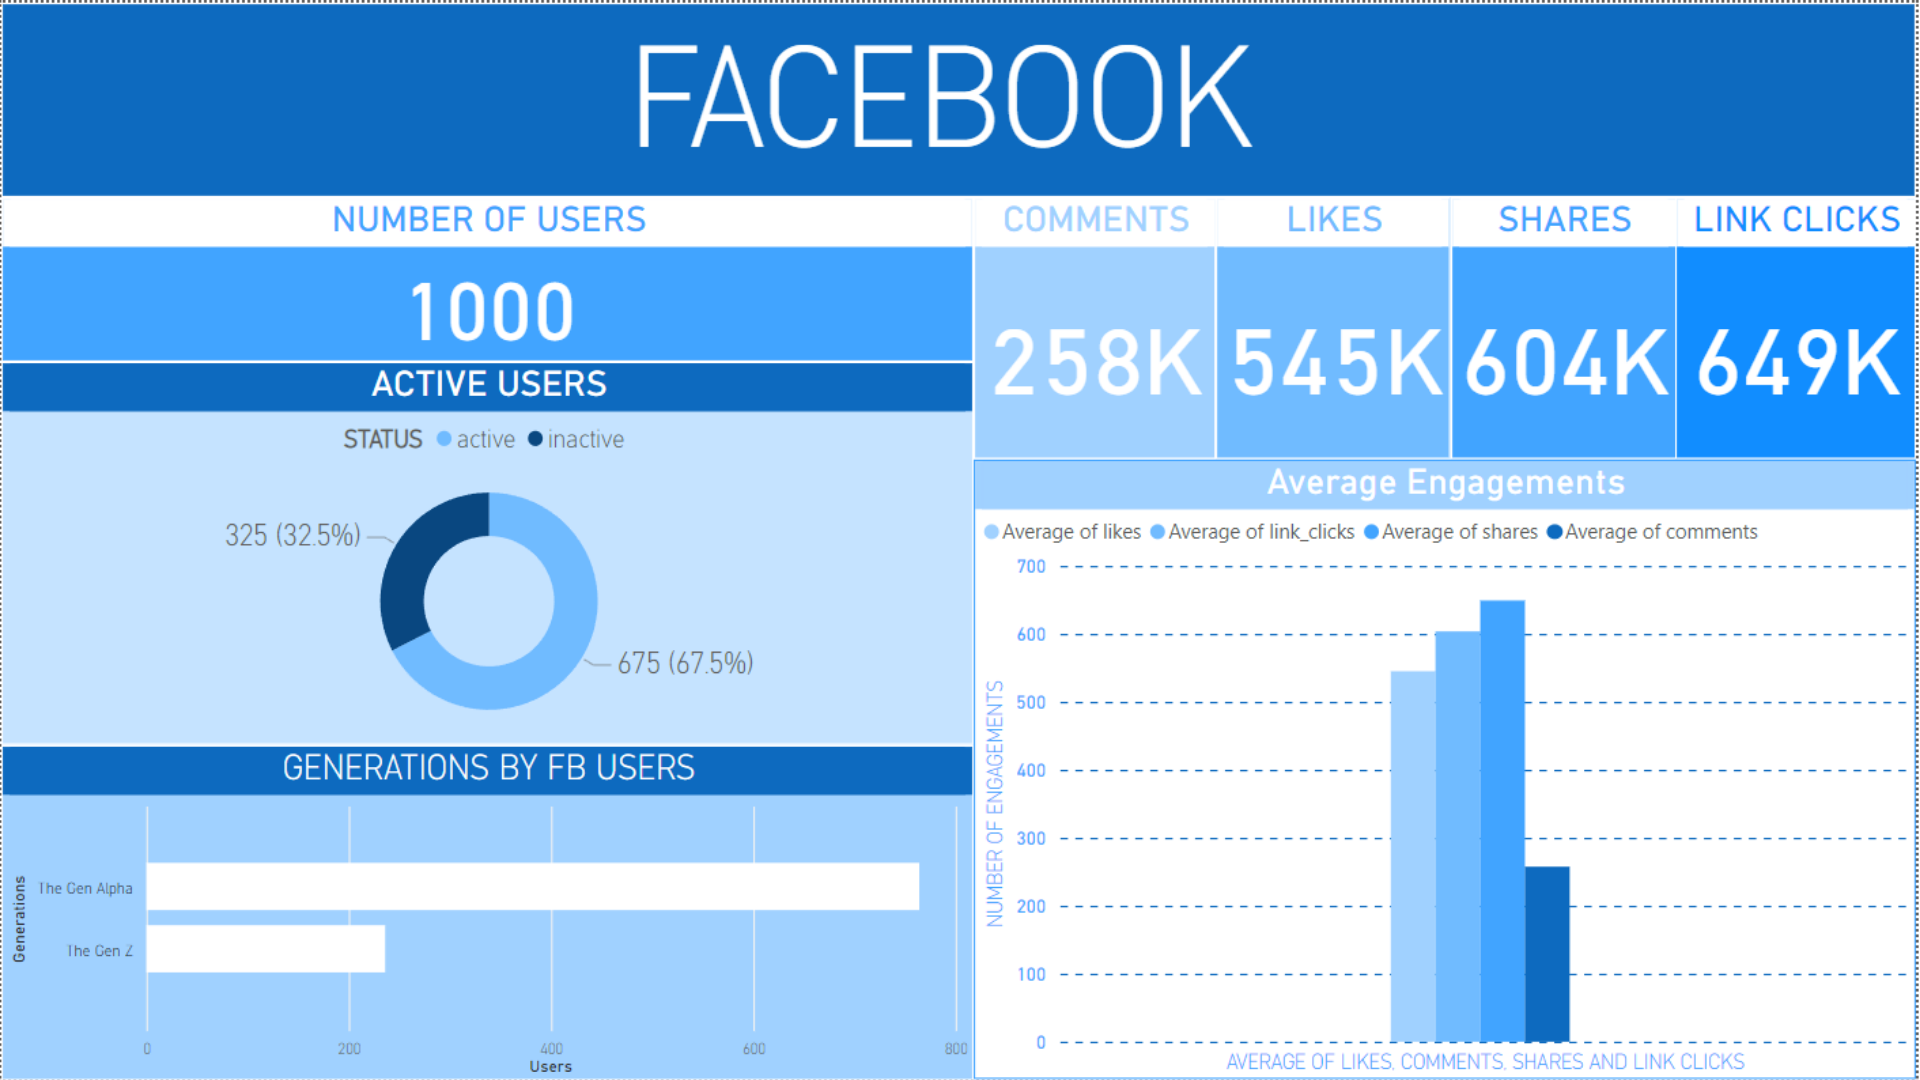 FACEBOOK
NUMBER OF USERS
1000
COMMENTS
258K
LIKES
545K
SHARES
604K
LINK CLICKS
649K
ACTIVE USERS
STATUS active inactive
325 (32.5%)
675 (67.5%)
GENERATIONS BY FB USERS
Generations
The Gen Alpha
The Gen Z
0 200 400 600 800
Users
Average Engagements
Average of likes Average of link_clicks Average of shares Average of comments
NUMBER OF ENGAGEMENTS
700
600
500
400
300
200
100
0
AVERAGE OF LIKES, COMMENTS, SHARES AND LINK CLICKS